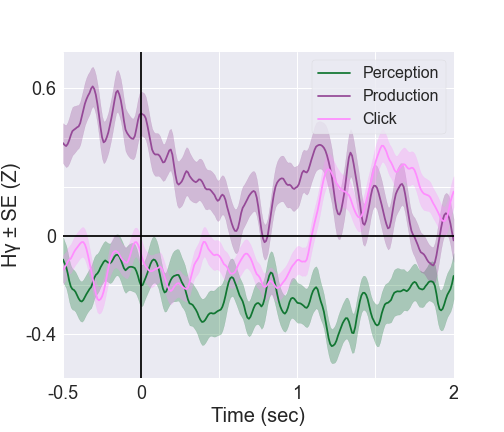 Perception
Production
Click
0.6
0
-0.4
Hγ ± SE (Z)
-0.5
0
1
2
Time (sec)